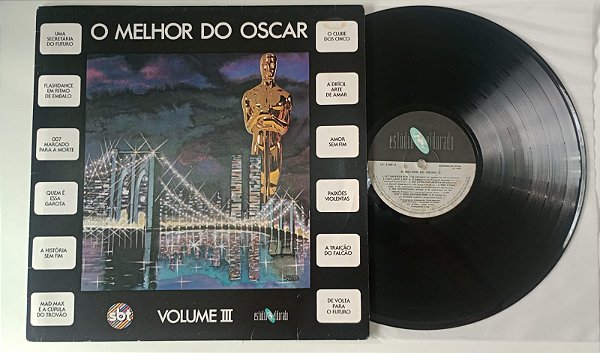 O MELHOR DO OSCAR
UMA
SECRETÁRIA
DO FUTURO
FLASHDANCE
EM RITMO
DE EMBALO
007
MARCADO
PARA A MORTE
QUEM É
ESSA
GAROTA
A HISTÓRIA
SEM FIM
MAD MAX
E A CÚPULA
DO TROVÃO
O CLUBE
DOS CINCO
A DIFÍCIL
ARTE
DE AMAR
AMOR
SEM FIM
PAIXÕES
VIOLENTAS
A TRAIÇÃO
DO FALCÃO
DE VOLTA
PARA
O FUTURO
sbt
VOLUME III
estúdio eldorado
estúdio eldorado
O MELHOR DO OSCAR